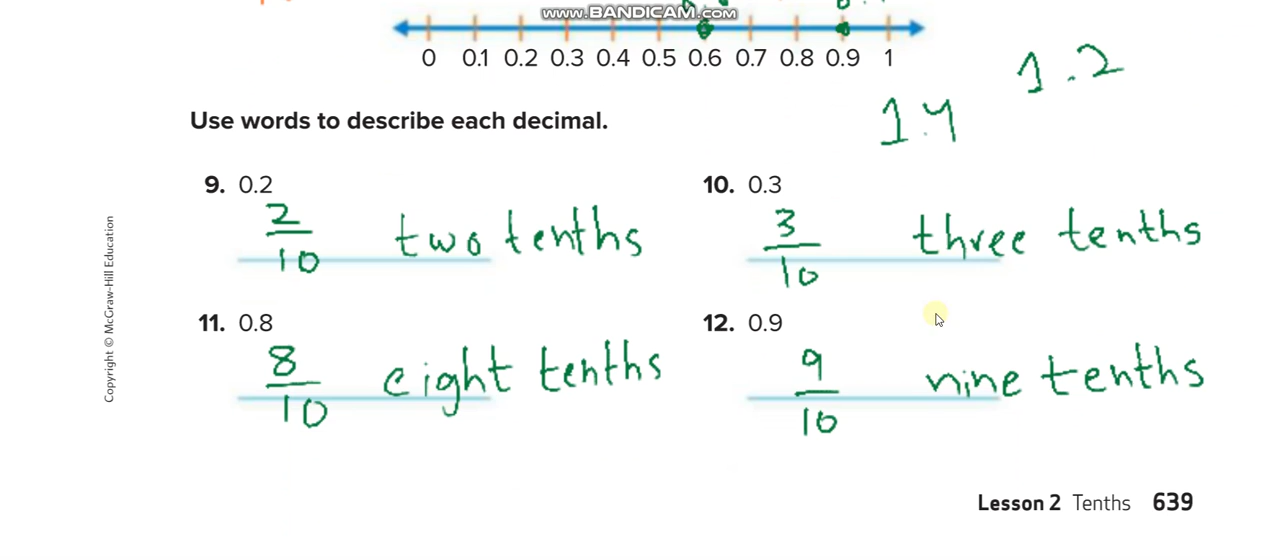 www.BANDICAM.com
0 0.1 0.2 0.3 0.4 0.5 0.6 0.7 0.8 0.9 1
1.2
1.4
Use words to describe each decimal.
9. 0.2
2/10 two tenths
10. 0.3
3/10 three tenths
11. 0.8
8/10 eight tenths
12. 0.9
9/10 nine tenths
Copyright © McGraw-Hill Education
Lesson 2 Tenths 639